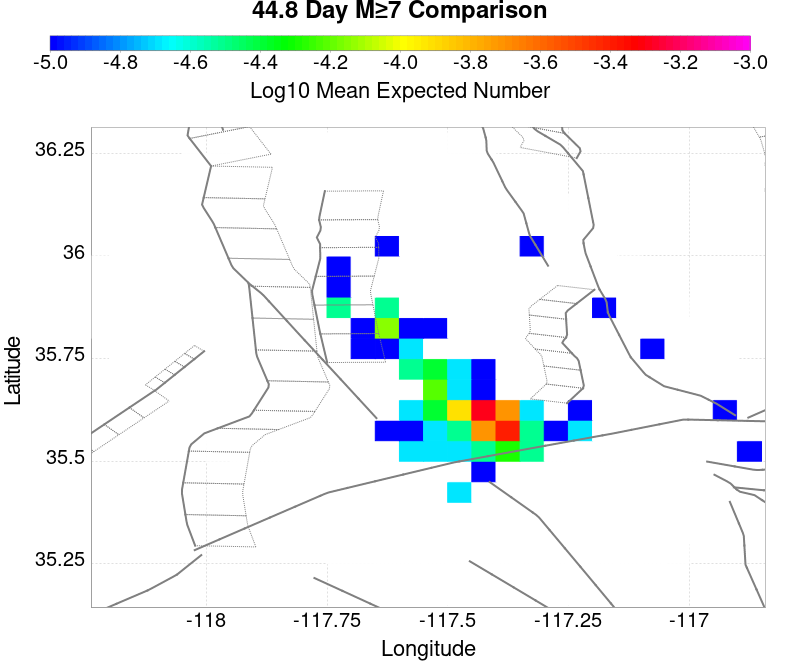 44.8 Day M≥7 Comparison
-5.0 -4.8 -4.6 -4.4 -4.2 -4.0 -3.8 -3.6 -3.4 -3.2 -3.0
Log10 Mean Expected Number
36.25
36
35.75
35.5
35.25
Latitude
-118 -117.75 -117.5 -117.25 -117
Longitude